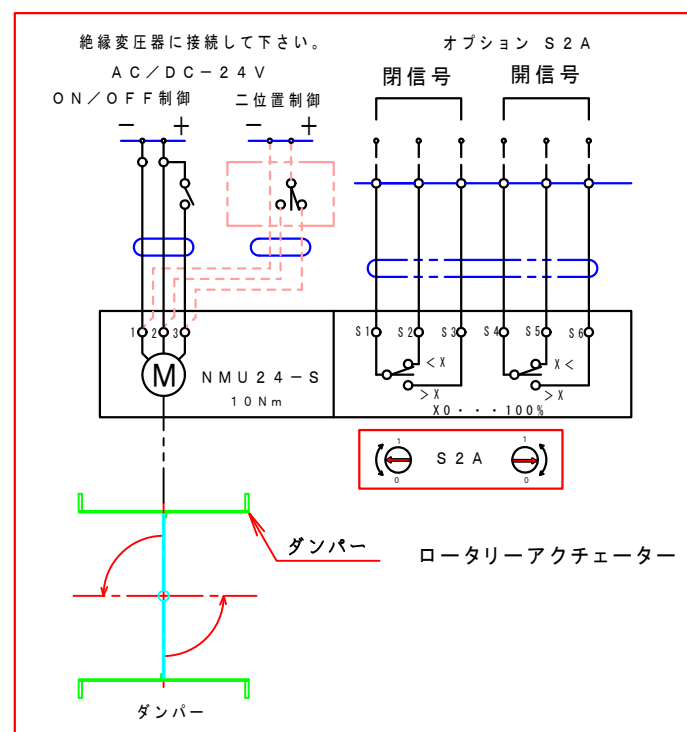 絶縁変圧器に接続して下さい。
AC/DC-24V
ON/OFF制御
二位置制御
- +
- +
オプション S2A
閉信号
開信号
1 2 3
M
NMU24-S
10Nm
S1 S2 S3 S4 S5 S6
<X
>X
X<
>X
X0・・・100%
1
0
S2A
1
0
ダンパー
ロータリーアクチェーター
ダンパー